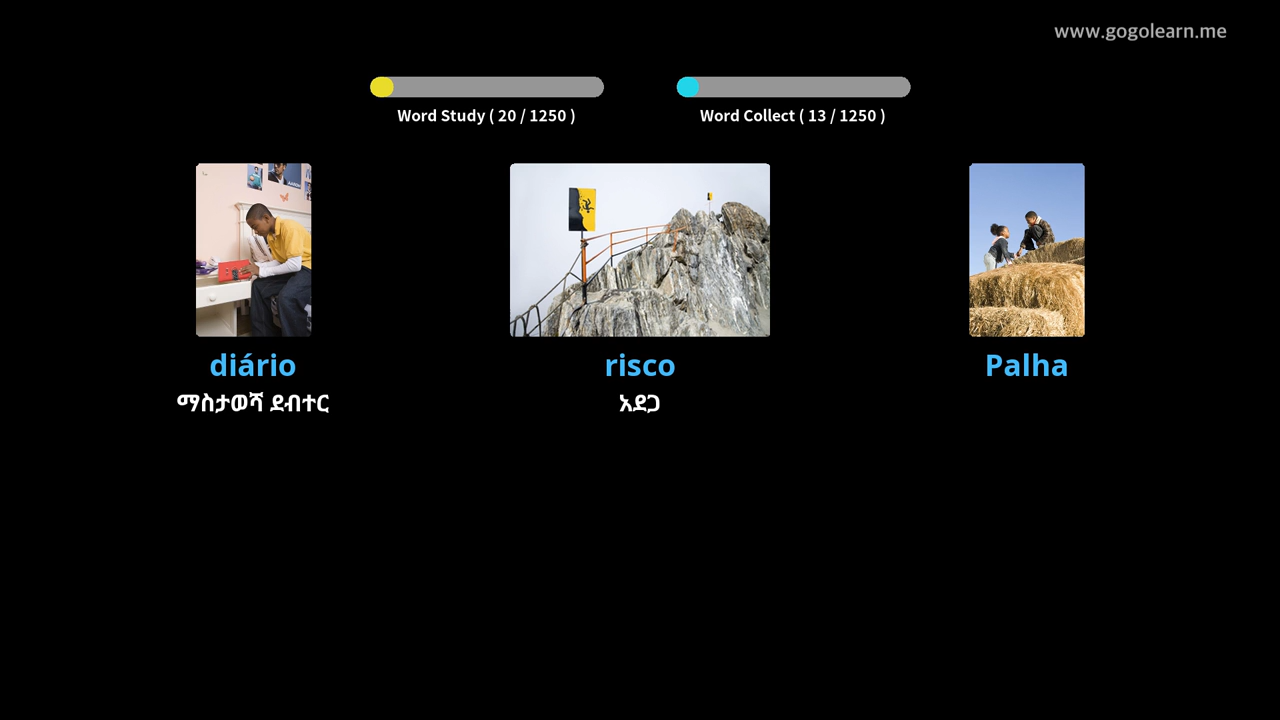 www.gogolearn.me
Word Study ( 20 / 1250 )
Word Collect ( 13 / 1250 )
diário
risco
Palha
ማስታወሻ ደብተር
አደጋ